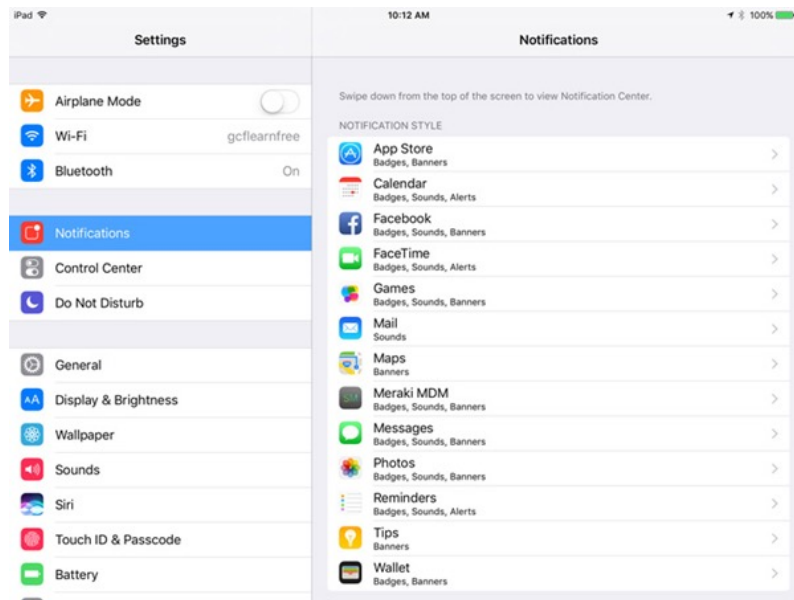 iPad 10:12 AM 100%
Settings
Airplane Mode
Wi-Fi gcflearnfree
Bluetooth On
Notifications
Control Center
Do Not Disturb
General
AA Display & Brightness
Wallpaper
Sounds
Siri
Touch ID & Passcode
Battery
Notifications
Swipe down from the top of the screen to view Notification Center.
NOTIFICATION STYLE
App Store
Badges, Banners
Calendar
Badges, Sounds, Alerts
Facebook
Badges, Sounds, Banners
FaceTime
Badges, Sounds, Alerts
Games
Badges, Sounds, Banners
Mail
Sounds
Maps
Banners
Meraki MDM
Badges, Sounds, Banners
Messages
Badges, Sounds, Banners
Photos
Badges, Sounds, Banners
Reminders
Badges, Sounds, Alerts
Tips
Banners
Wallet
Badges, Banners